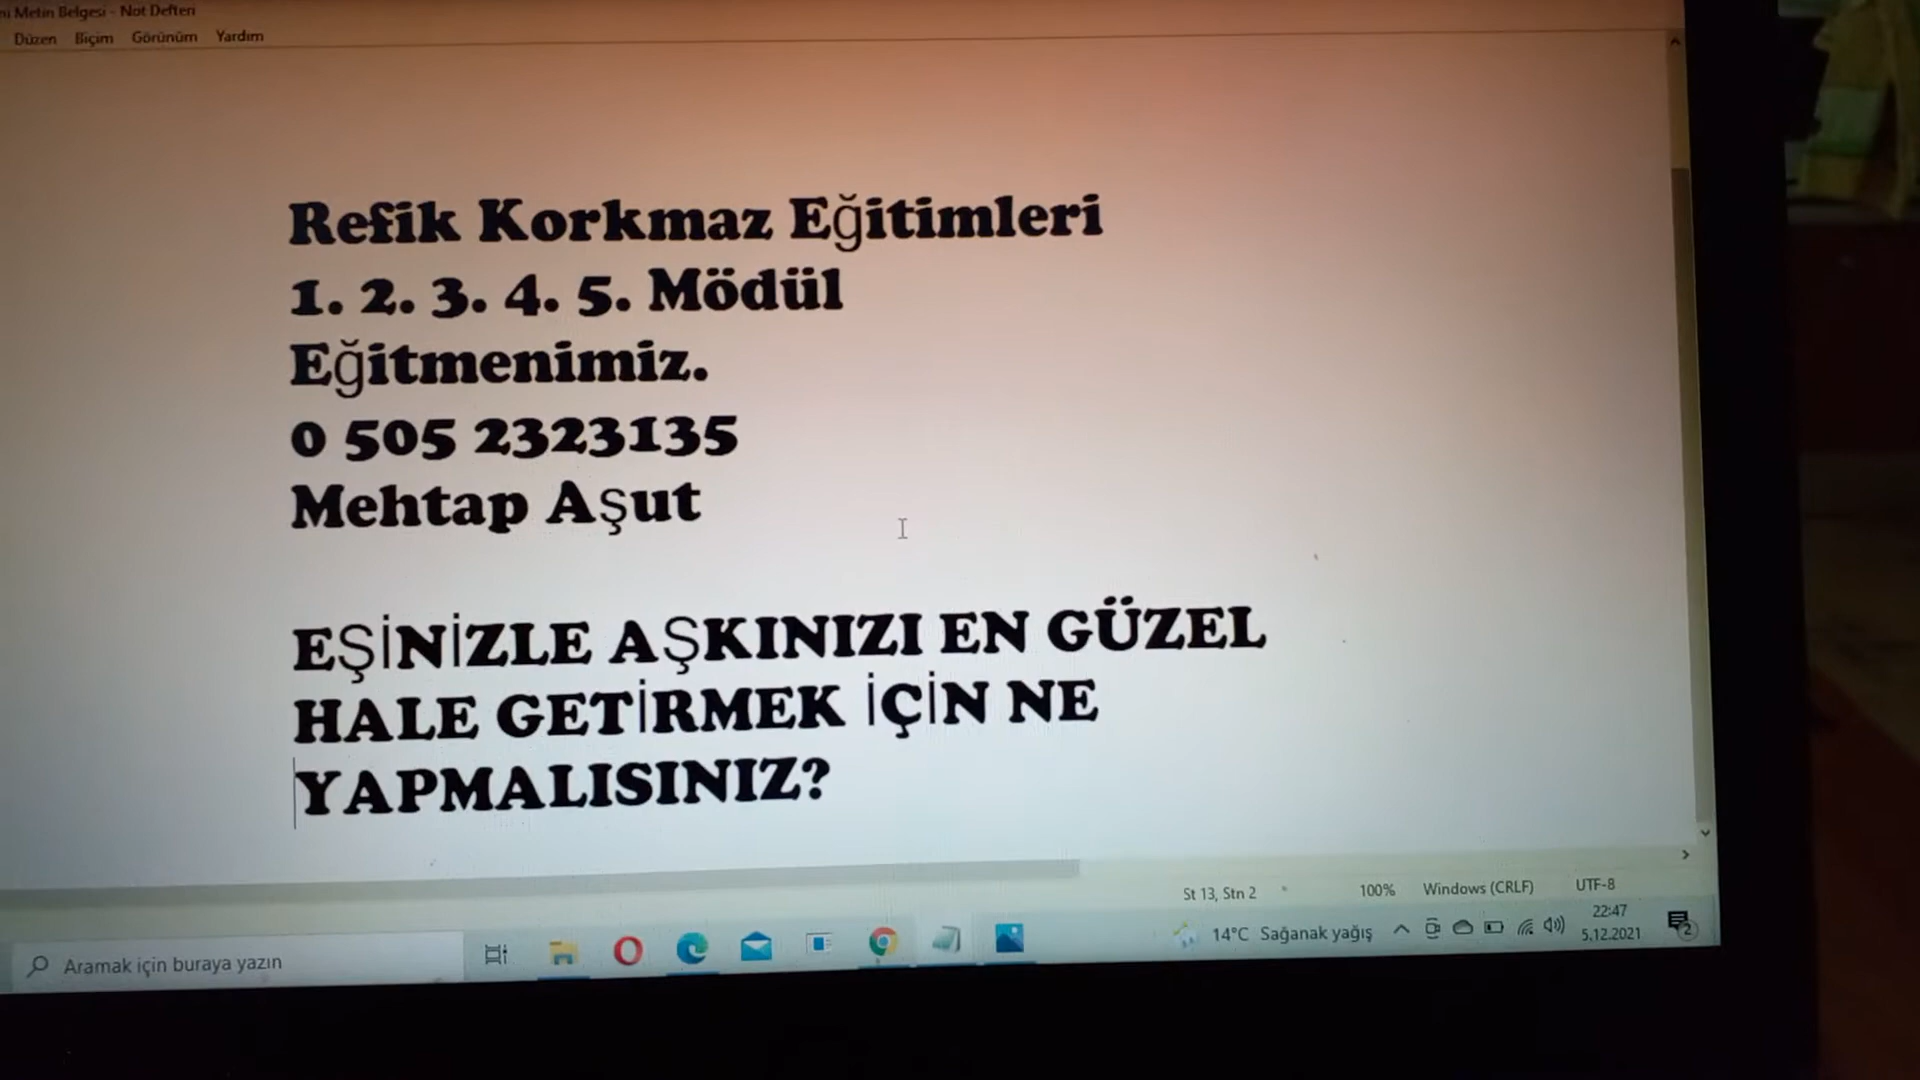 Metin Belgesi - Not Defteri
Düzen Biçim Görünüm Yardım
Refik Korkmaz Eğitimleri
1. 2. 3. 4. 5. Mödül
Eğitmenimiz.
0 505 2323135
Mehtap Aşut
EŞİNİZLE AŞKINIZI EN GÜZEL
HALE GETİRMEK İÇİN NE
YAPMALISINIZ?
St 13, Stn 2 100% Windows (CRLF) UTF-8
Aramak için buraya yazın
14°C Sağanak yağış
22:47
5.12.2021
2